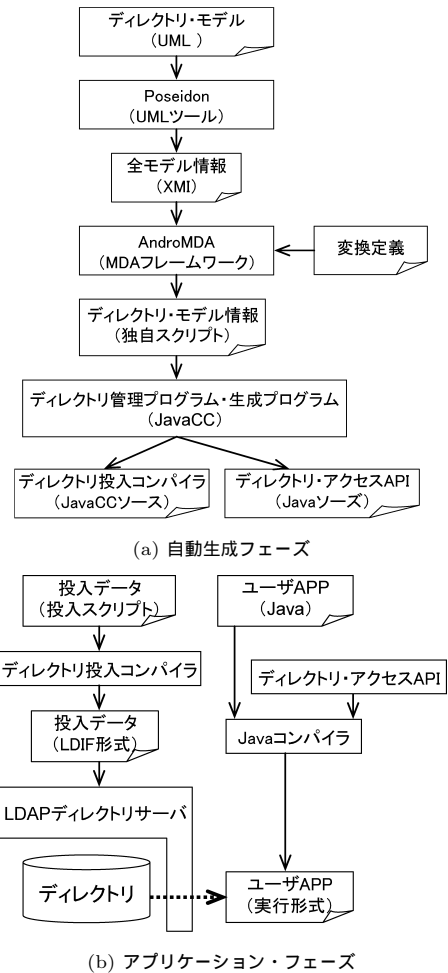 ディレクトリ・モデル
（UML ）
Poseidon
（UMLツール）
全モデル情報
（XMI）
AndroMDA
（MDAフレームワーク）
変換定義
ディレクトリ・モデル情報
（独自スクリプト）
ディレクトリ管理プログラム・生成プログラム
（JavaCC）
ディレクトリ投入コンパイラ
（JavaCCソース）
ディレクトリ・アクセスAPI
（Javaソーズ）
(a) 自動生成フェーズ
投入データ
（投入スクリプト）
ユーザAPP
（Java）
ディレクトリ投入コンパイラ
ディレクトリ・アクセスAPI
投入データ
（LDIF形式）
Javaコンパイラ
LDAPディレクトリサーバ
ディレクトリ
ユーザAPP
（実行形式）
(b) アプリケーション・フェーズ